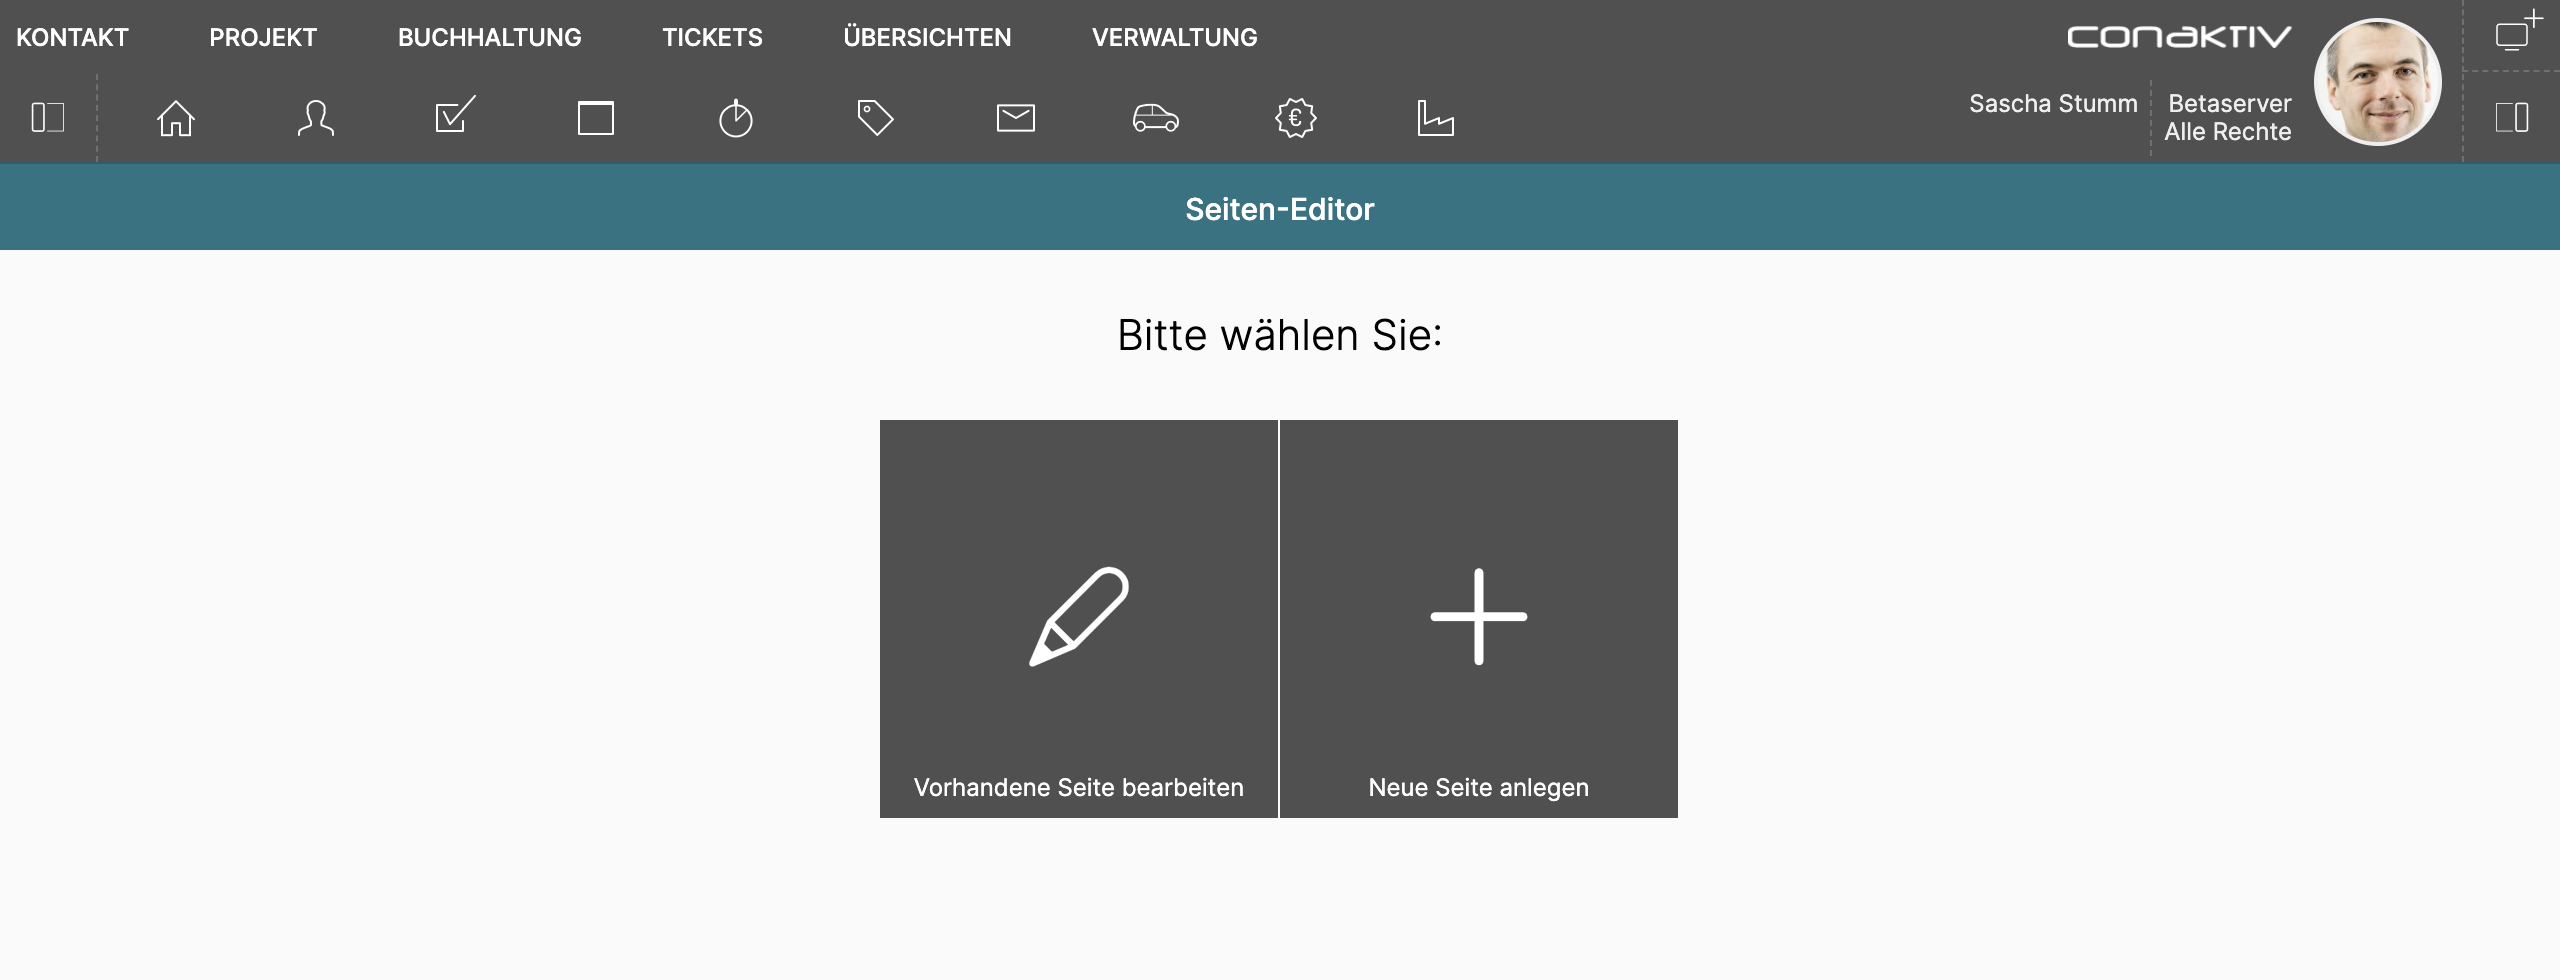 KONTAKT PROJEKT BUCHHALTUNG TICKETS ÜBERSICHTEN VERWALTUNG
conaktiv
Sascha Stumm
Betaserver
Alle Rechte
Seiten-Editor
Bitte wählen Sie:
Vorhandene Seite bearbeiten
Neue Seite anlegen